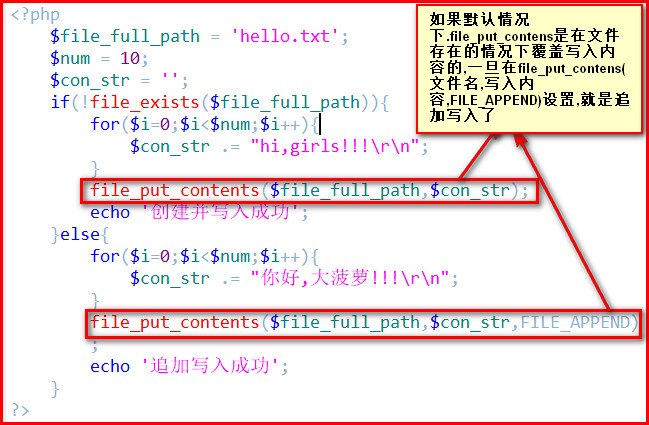 <?php
$file_full_path = 'hello.txt';
$num = 10;
$con_str = '';
if(!file_exists($file_full_path)){
for($i=0;$i<$num;$i++){
$con_str .= "hi,girls!!!\r\n";
}
file_put_contents($file_full_path,$con_str);
echo '创建并写入成功';
}else{
for($i=0;$i<$num;$i++){
$con_str .= "你好,大菠萝!!!\r\n";
}
file_put_contents($file_full_path,$con_str,FILE_APPEND)
;
echo '追加写入成功';
}
?>
如果默认情况
下.file_put_contens是在文件
存在的情况下覆盖写入内
容的,一旦在file_put_contens(
文件名,写入内
容,FILE_APPEND)设置,就是追
加写入了